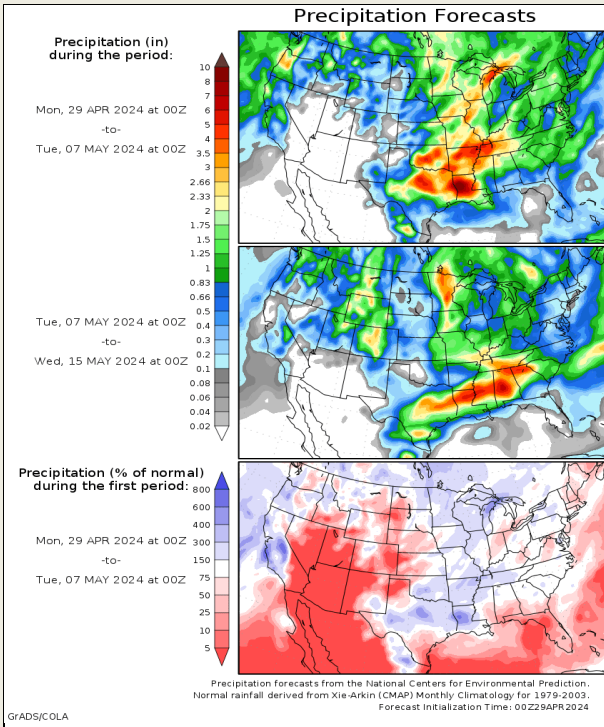 Precipitation Forecasts
Precipitation (in)
during the period:
Mon, 29 APR 2024 at 00Z
-to-
Tue, 07 MAY 2024 at 00Z
10
8
7
6
5
4
3.5
3
2.66
2.33
2
1.75
1.5
1.25
1
0.83
0.66
0.5
0.4
0.3
0.2
0.1
0.08
0.06
0.04
0.02
Tue, 07 MAY 2024 at 00Z
-to-
Wed, 15 MAY 2024 at 00Z
Precipitation (% of normal)
during the first period:
Mon, 29 APR 2024 at 00Z
-to-
Tue, 07 MAY 2024 at 00Z
800
600
400
300
150
75
50
25
10
5
Precipitation forecasts from the National Centers for Environmental Prediction.
Normal rainfall derived from Xie-Arkin (CMAP) Monthly Climatology for 1979-2003.
Forecast Initialization Time: 00Z29APR2024
GrADS/COLA